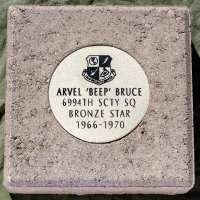 ARVEL 'BEEP' BRUCE
6994TH SCTY SQ
BRONZE STAR
1966-1970